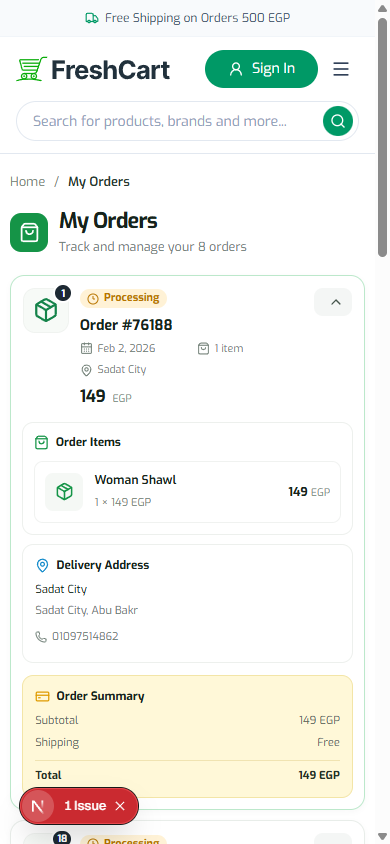 Free Shipping on Orders 500 EGP
FreshCart
Sign In
Search for products, brands and more...
Home / My Orders
My Orders
Track and manage your 8 orders
1
Processing
Order #76188
Feb 2, 2026 1 item
Sadat City
149 EGP
Order Items
Woman Shawl
1 × 149 EGP
149 EGP
Delivery Address
Sadat City
Sadat City, Abu Bakr
01097514862
Order Summary
Subtotal 149 EGP
Shipping Free
Total 149 EGP
N 1 Issue
18
Processing